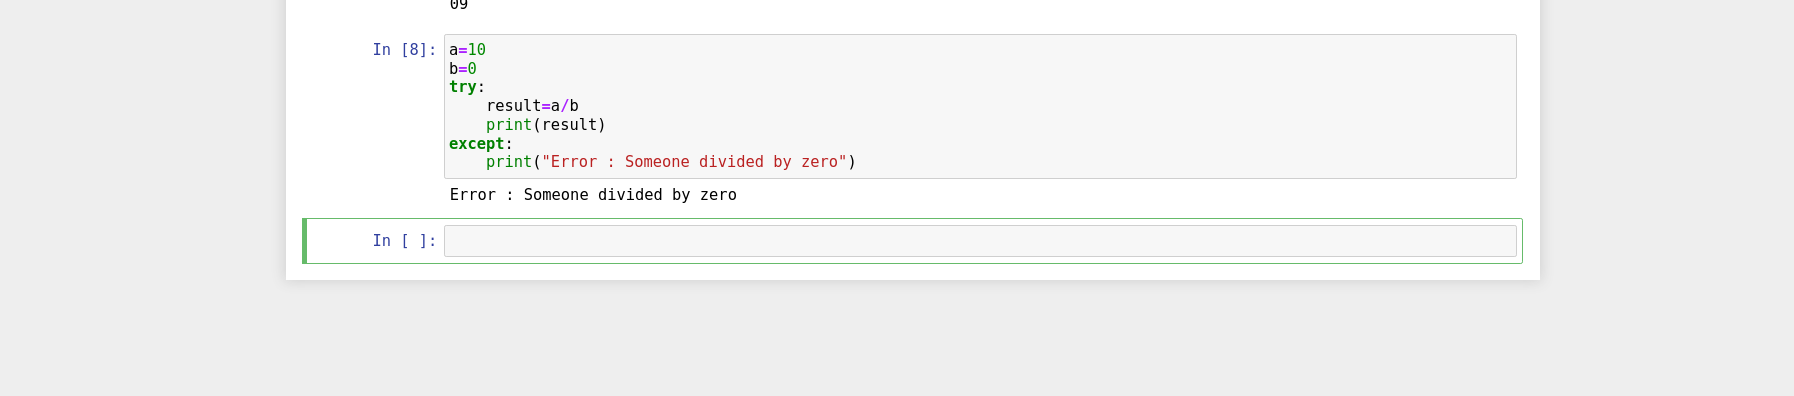 09
In [8]:
a=10
b=0
try:
    result=a/b
    print(result)
except:
    print("Error : Someone divided by zero")
Error : Someone divided by zero
In [ ]: